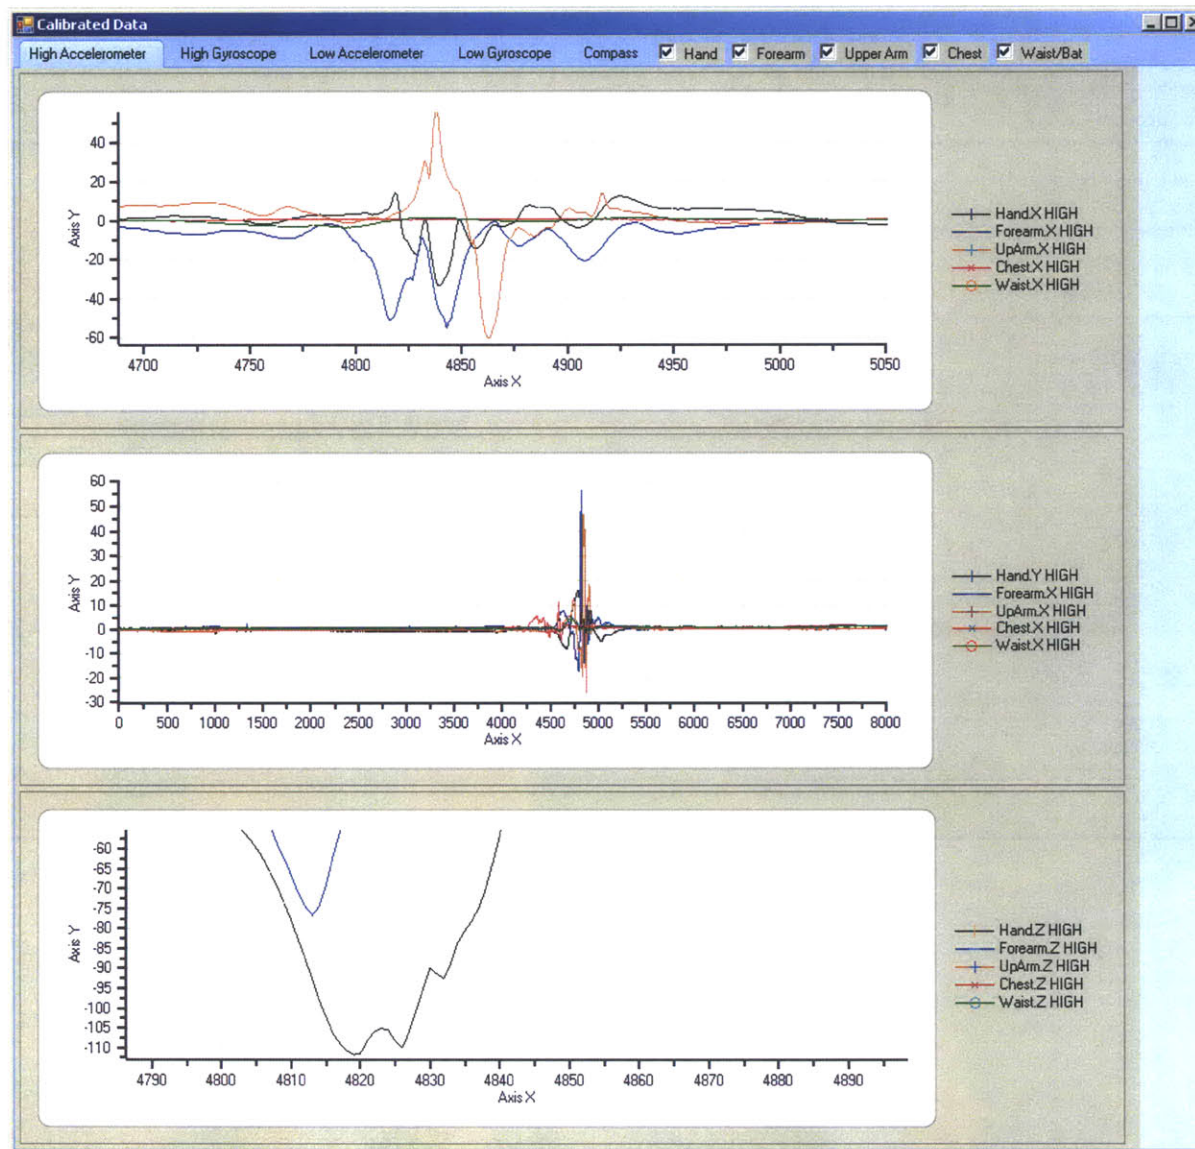 Calibrated Data
High Accelerometer High Gyroscope Low Accelerometer Low Gyroscope Compass Hand Forearm Upper Arm Chest Waist/Bat
40
20
0
-20
-40
-60
Axis Y
4700 4750 4800 4850 4900 4950 5000 5050
Axis X
Hand.X HIGH
Forearm.X HIGH
UpArm.X HIGH
Chest.X HIGH
Waist.X HIGH
60
50
40
30
20
10
0
-10
-20
-30
Axis Y
0 500 1000 1500 2000 2500 3000 3500 4000 4500 5000 5500 6000 6500 7000 7500 8000
Axis X
Hand.Y HIGH
Forearm.X HIGH
UpArm.X HIGH
Chest.X HIGH
Waist.X HIGH
-60
-65
-70
-75
-80
-85
-90
-95
-100
-105
-110
Axis Y
4790 4800 4810 4820 4830 4840 4850 4860 4870 4880 4890
Axis X
Hand.Z HIGH
Forearm.Z HIGH
UpArm.Z HIGH
Chest.Z HIGH
Waist.Z HIGH